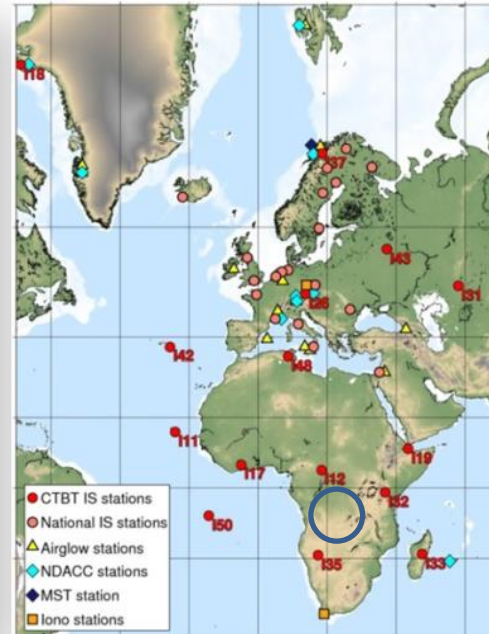 I18
I37
I43
I31
I26
I42
I48
I11
I17
I12
I19
I32
I50
I35
I33
CTBT IS stations
National IS stations
Airglow stations
NDACC stations
MST station
Iono stations